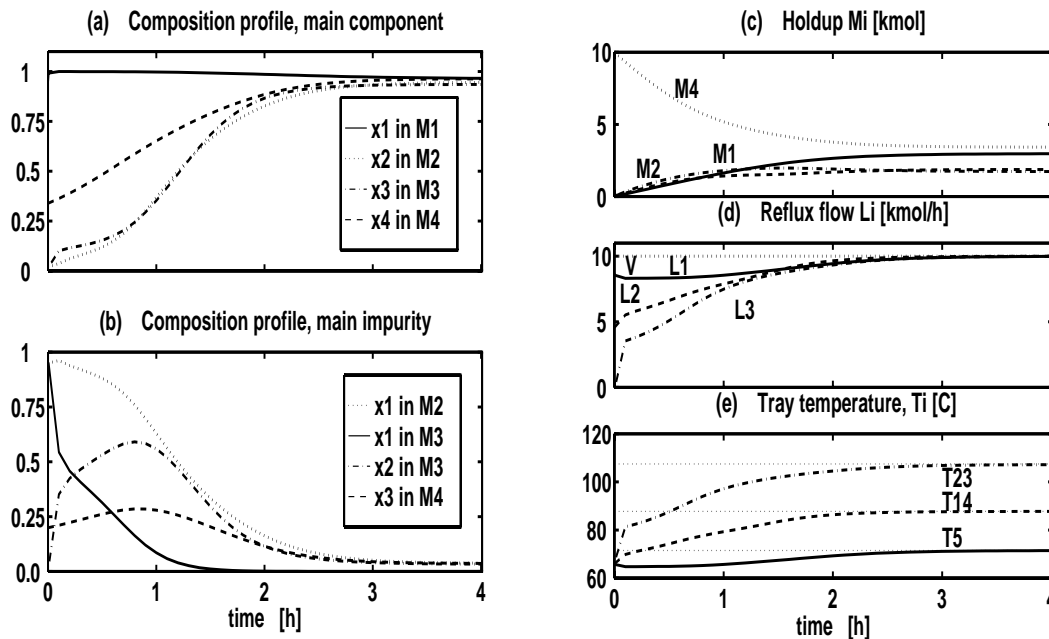 (a) Composition profile, main component
1
0.75
0.5
0.25
0
x1 in M1
x2 in M2
x3 in M3
x4 in M4
(b) Composition profile, main impurity
1
0.75
0.5
0.25
0.0
x1 in M2
x1 in M3
x2 in M3
x3 in M4
0 1 2 3 4
time [h]
(c) Holdup Mi [kmol]
10
5
0
M4
M1
M2
(d) Reflux flow Li [kmol/h]
10
5
0
V L1
L2
L3
(e) Tray temperature, Ti [C]
120
100
80
60
T23
T14
T5
0 1 2 3 4
time [h]